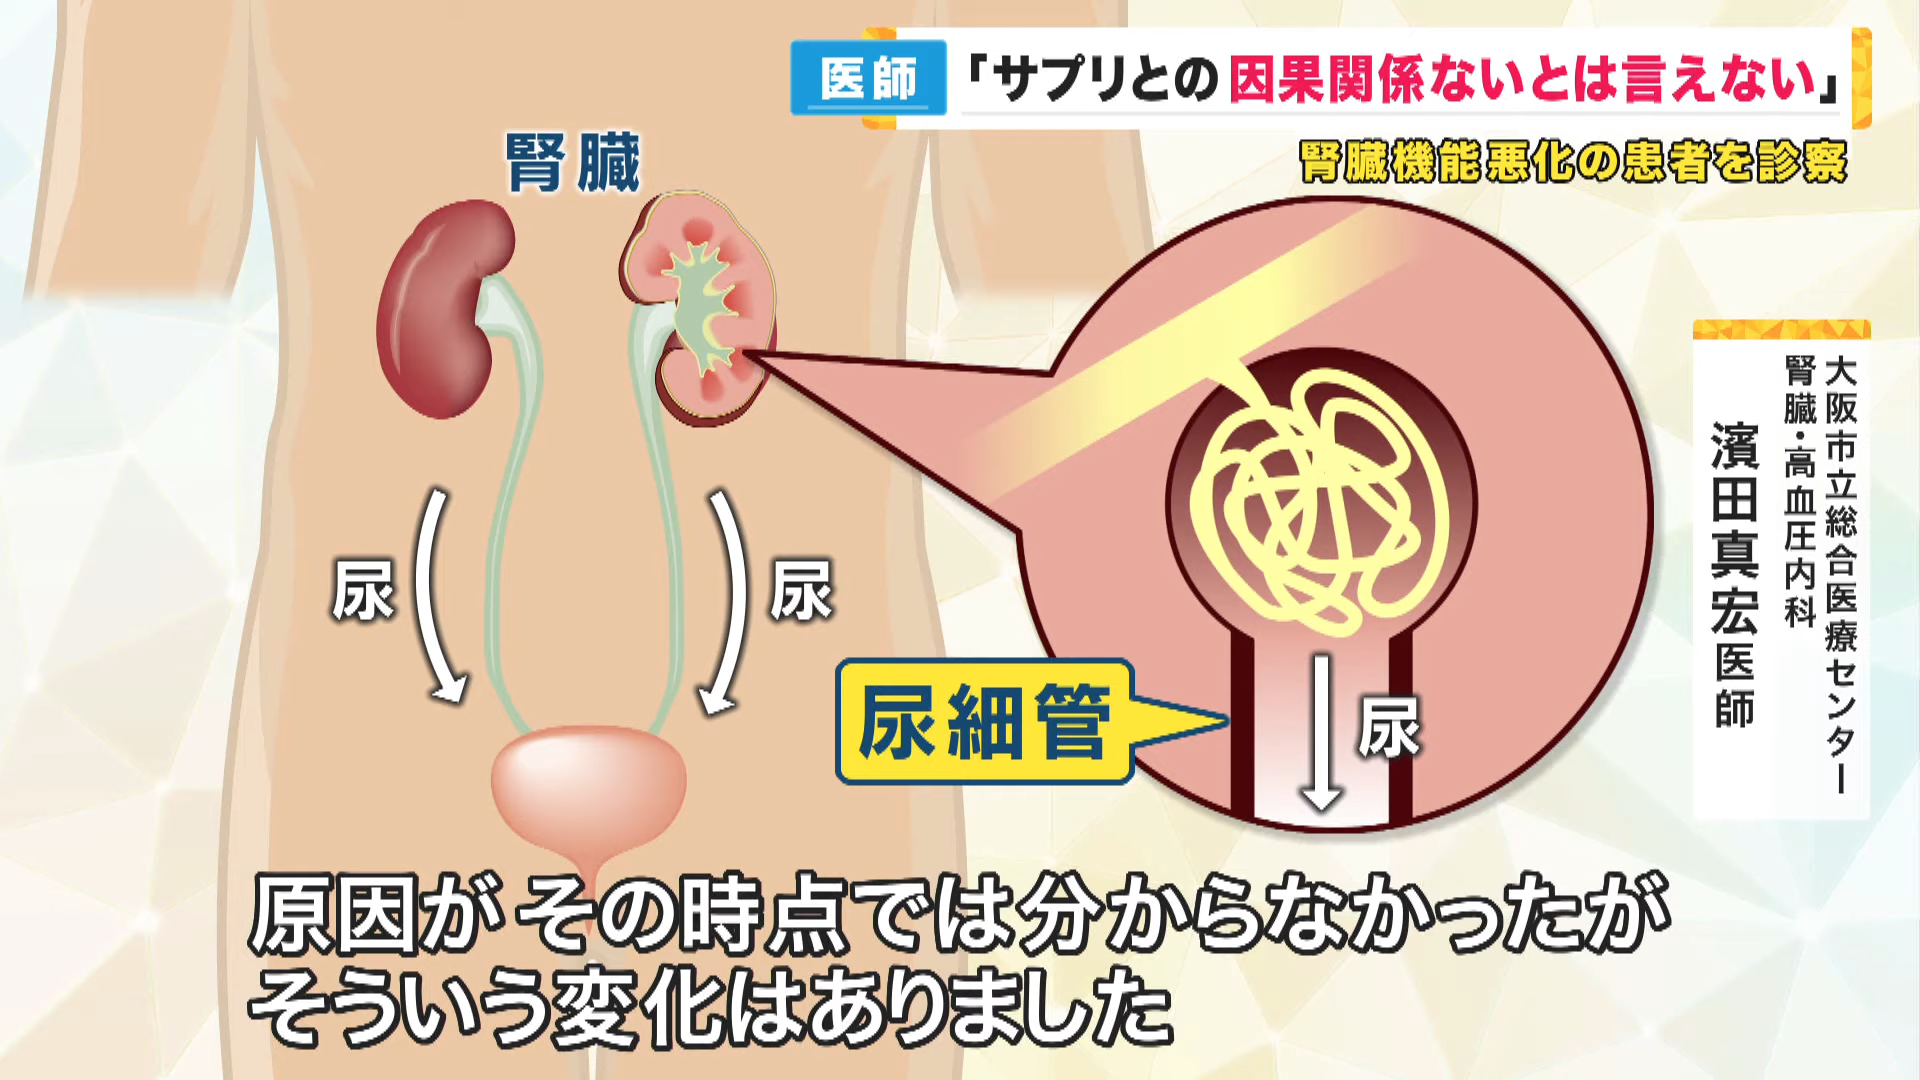 医師
「サプリとの因果関係ないとは言えない」
腎臓機能悪化の患者を診察
腎臓
尿
尿
尿細管
尿
大阪市立総合医療センター
腎臓・高血圧内科
濱田真宏医師
原因がその時点では分からなかったが
そういう変化はありました